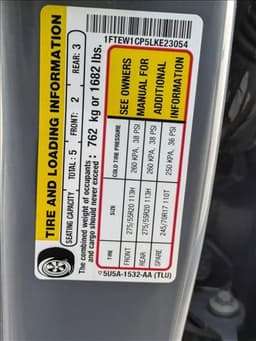 1FTEW1CP5LKE23054
TIRE AND LOADING INFORMATION
SEATING CAPACITY TOTAL : 5 FRONT: 2 REAR: 3
The combined weight of occupants and cargo should never exceed : 762 kg or 1682 lbs.
TIRE SIZE COLD TIRE PRESSURE
FRONT 275/55R20 113H 260 KPA, 38 PSI
REAR 275/55R20 113H 260 KPA, 38 PSI
SPARE 245/70R17 110T 250 KPA, 36 PSI
SEE OWNERS
MANUAL FOR
ADDITIONAL
INFORMATION
5U5A-1532-AA (TLU)